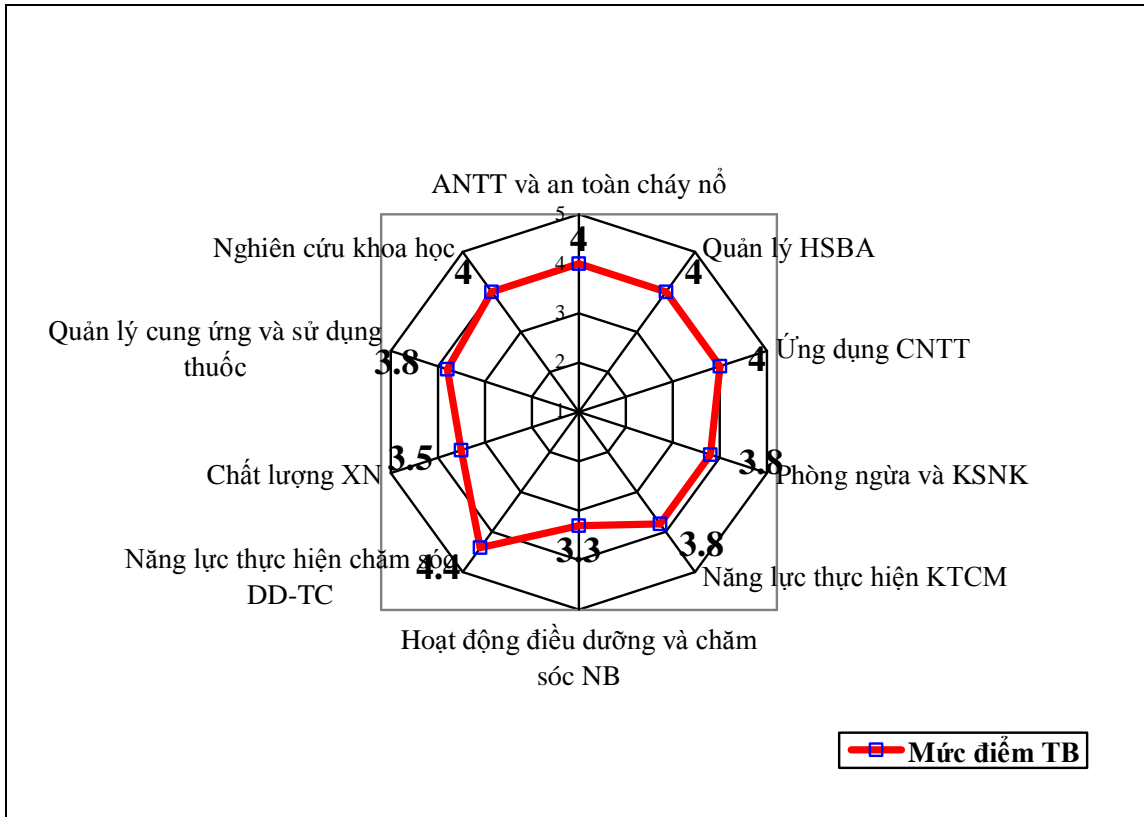 ANTT và an toàn cháy nổ
5
4
Nghiên cứu khoa học
Quản lý HSBA
4
4
4
3
Quản lý cung ứng và sử dụng
thuốc
3.8
Ứng dụng CNTT
4
2
1
Chất lượng XN
3.5
3.8
Phòng ngừa và KSNK
Năng lực thực hiện chăm sóc
DD-TC
4.4
3.3
3.8
Năng lực thực hiện KTCM
Hoạt động điều dưỡng và chăm
sóc NB
Mức điểm TB